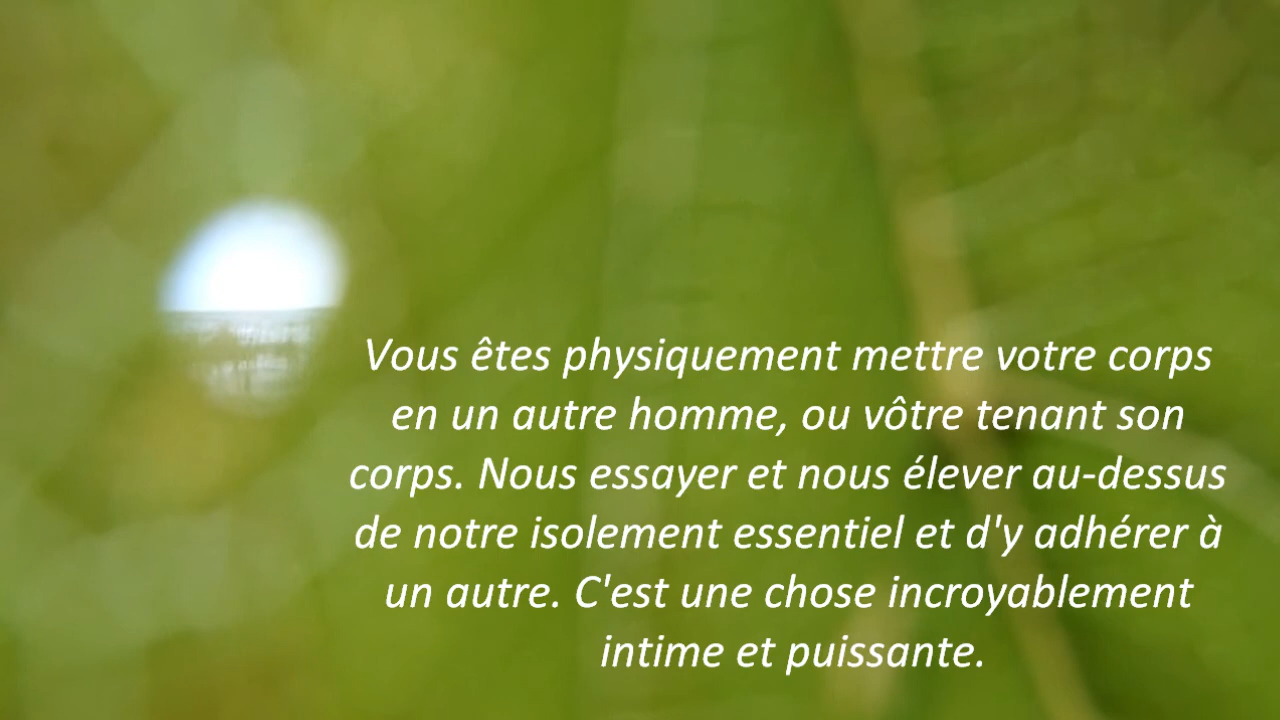 Vous êtes physiquement mettre votre corps
en un autre homme, ou vôtre tenant son
corps. Nous essayer et nous élever au-dessus
de notre isolement essentiel et d'y adhérer à
un autre. C'est une chose incroyablement
intime et puissante.